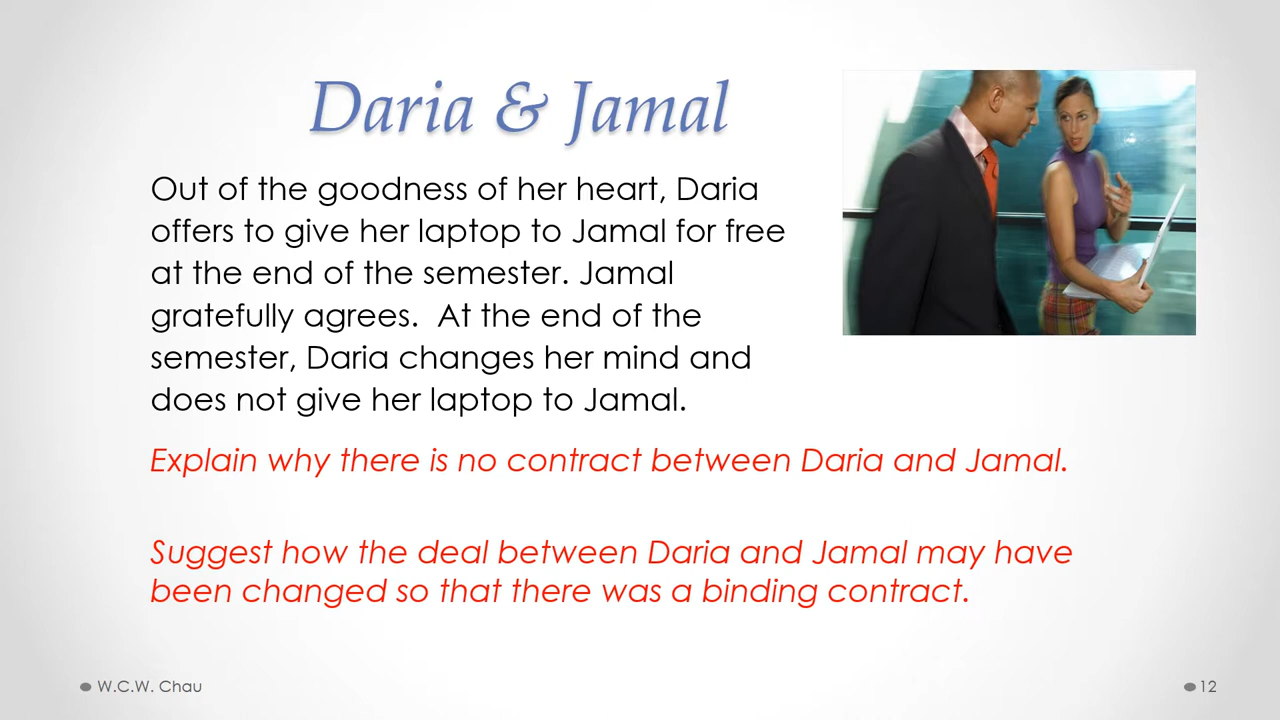 Daria & Jamal
Out of the goodness of her heart, Daria
offers to give her laptop to Jamal for free
at the end of the semester. Jamal
gratefully agrees.  At the end of the
semester, Daria changes her mind and
does not give her laptop to Jamal.
Explain why there is no contract between Daria and Jamal.
Suggest how the deal between Daria and Jamal may have
been changed so that there was a binding contract.
W.C.W. Chau
12